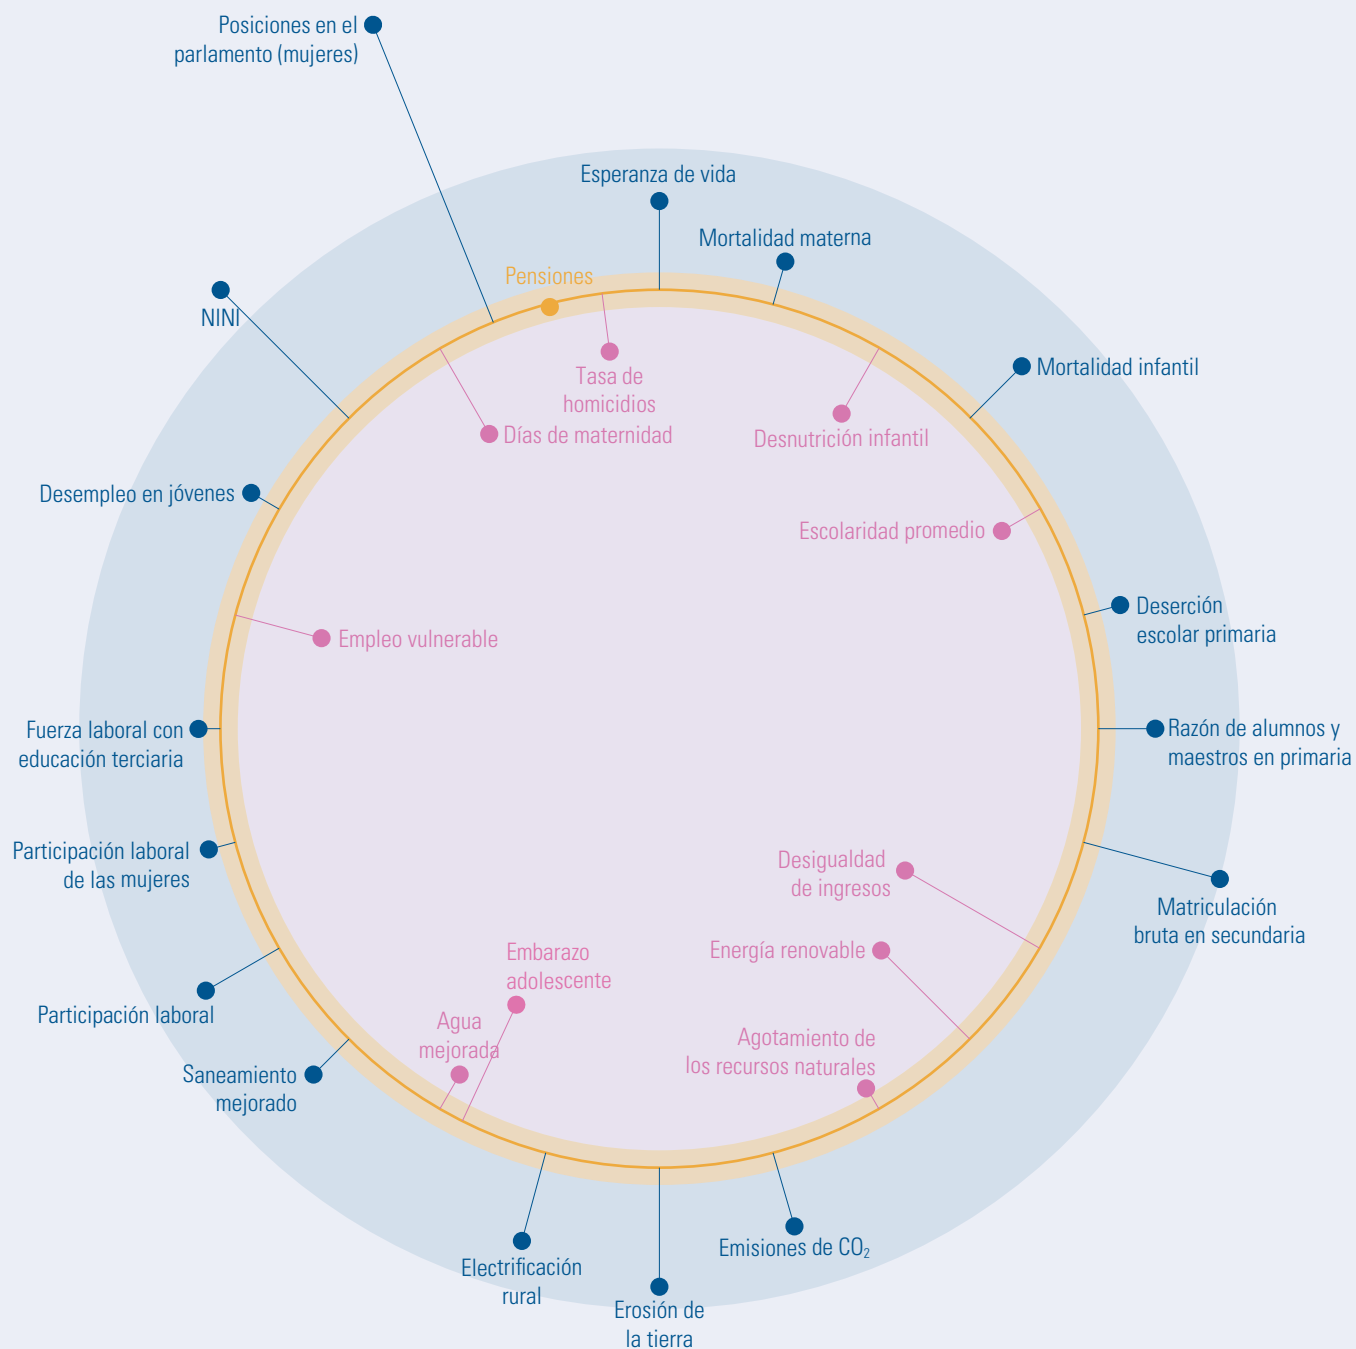 Posiciones en el
parlamento (mujeres)
Esperanza de vida
Mortalidad materna
Pensiones
NINI
Tasa de
homicidios
Mortalidad infantil
Días de maternidad
Desnutrición infantil
Desempleo en jóvenes
Escolaridad promedio
Deserción
escolar primaria
Empleo vulnerable
Fuerza laboral con
educación terciaria
Razón de alumnos y
maestros en primaria
Participación laboral
de las mujeres
Desigualdad
de ingresos
Matriculación
bruta en secundaria
Energía renovable
Embarazo
adolescente
Participación laboral
Agua
mejorada
Agotamiento de
los recursos naturales
Saneamiento
mejorado
Emisiones de CO₂
Electrificación
rural
Erosión de
la tierra